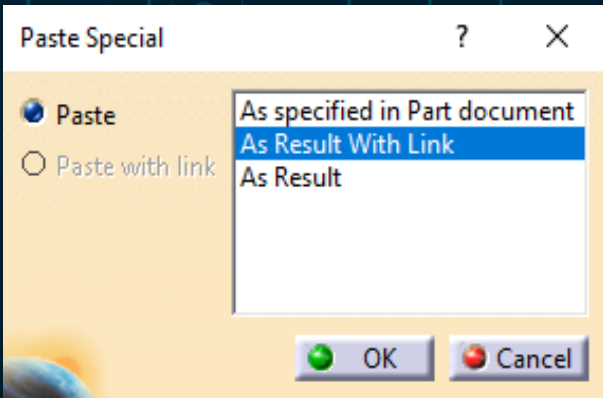 Paste Special ? ×
Paste
Paste with link
As specified in Part document
As Result With Link
As Result
OK
Cancel